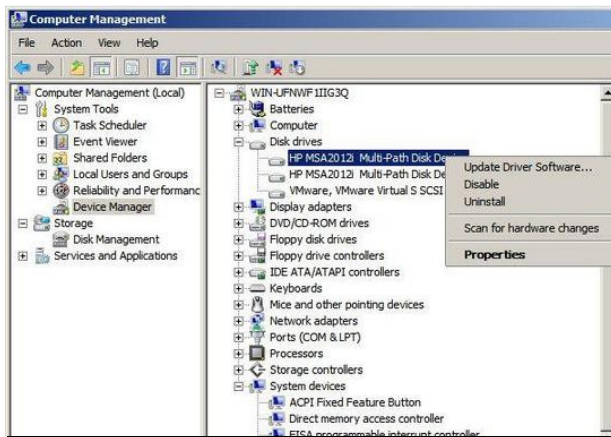 Computer Management
File Action View Help
Computer Management (Local)
System Tools
Task Scheduler
Event Viewer
Shared Folders
Local Users and Groups
Reliability and Performanc
Device Manager
Storage
Disk Management
Services and Applications
WIN-UFNWF1IIG3Q
Batteries
Computer
Disk drives
HP MSA2012i Multi-Path Disk Device
HP MSA2012i Multi-Path Disk De
VMware, VMware Virtual S SCSI
Display adapters
DVD/CD-ROM drives
Floppy disk drives
Floppy drive controllers
IDE ATA/ATAPI controllers
Keyboards
Mice and other pointing devices
Network adapters
Ports (COM & LPT)
Processors
Storage controllers
System devices
ACPI Fixed Feature Button
Direct memory access controller
EISA programmable interrupt controller
Update Driver Software...
Disable
Uninstall
Scan for hardware changes
Properties